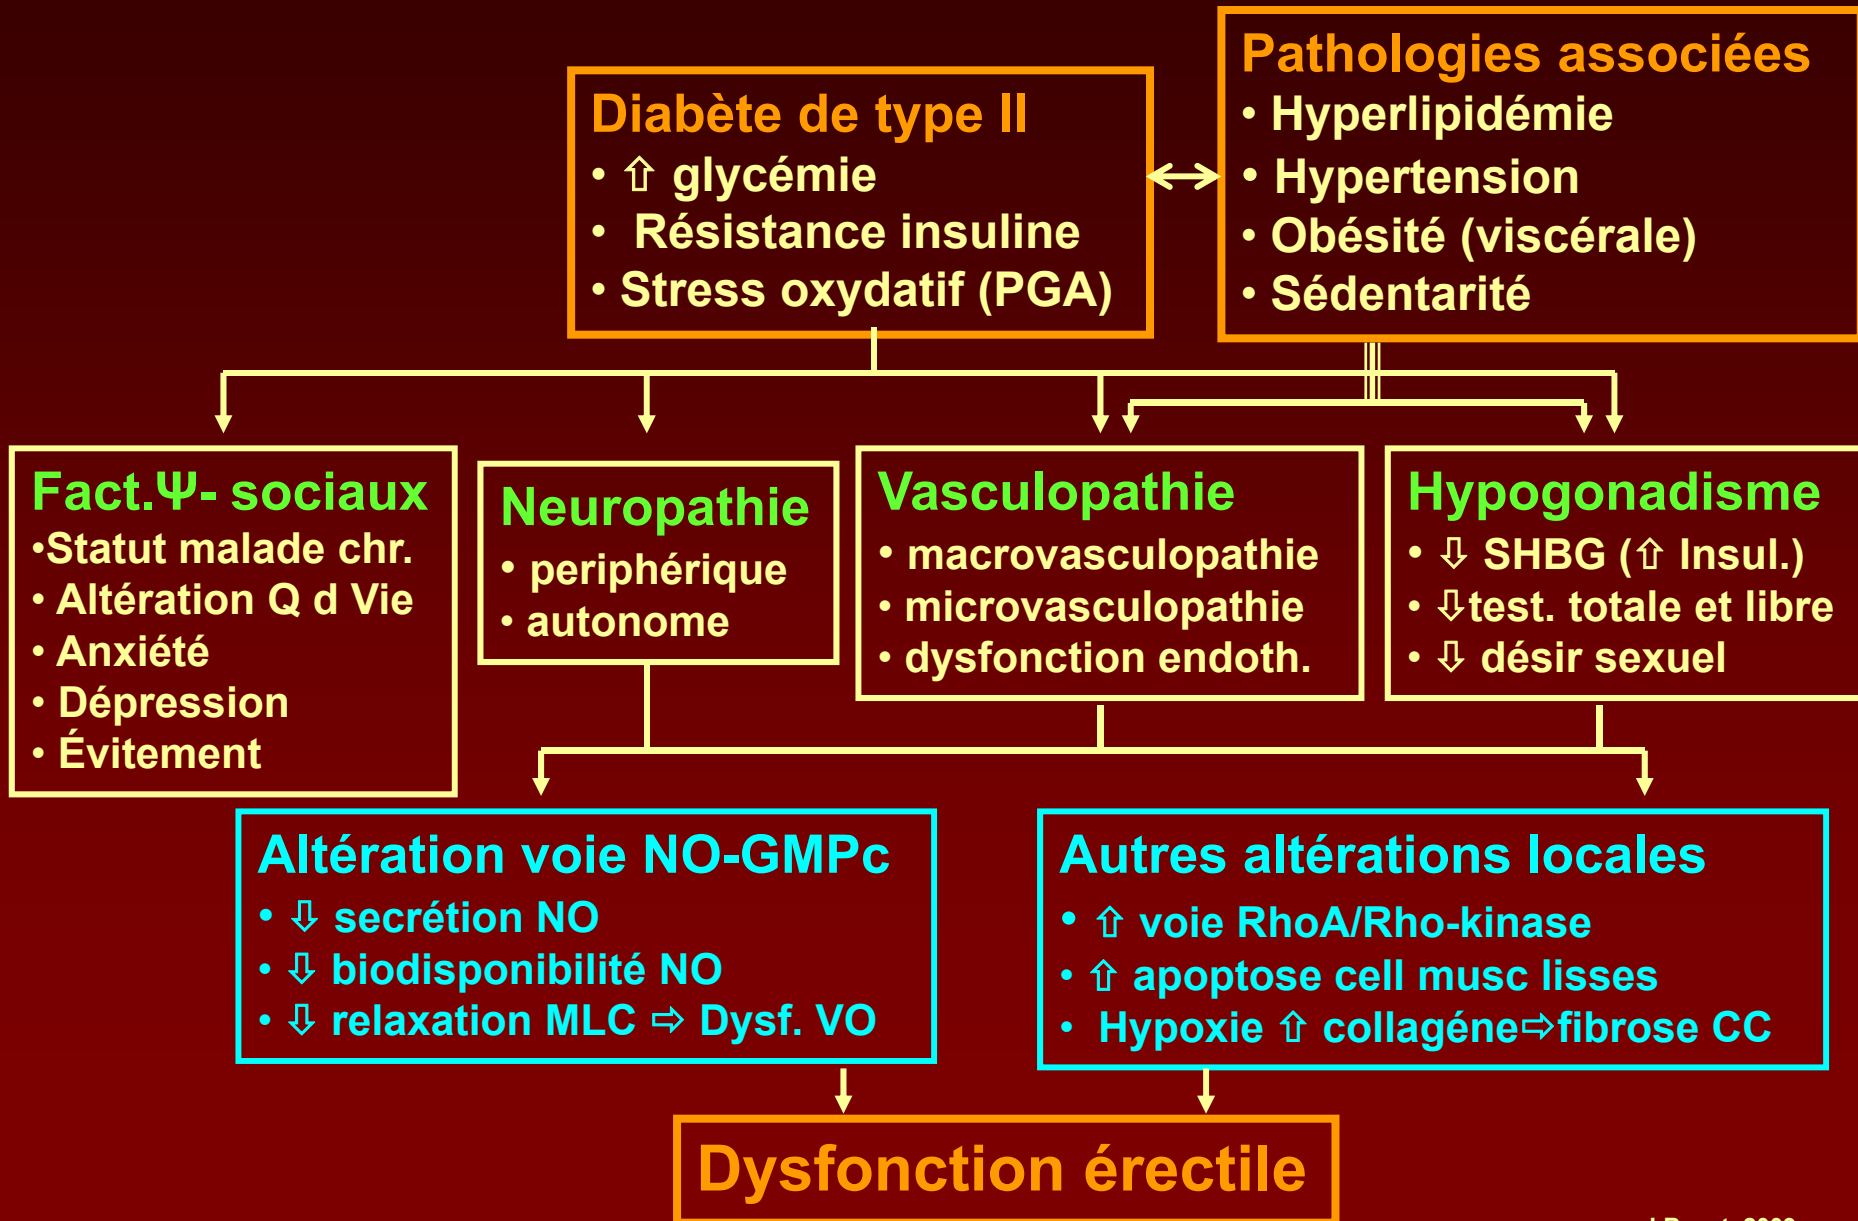 Pathologies associées
• Hyperlipidémie
• Hypertension
• Obésité (viscérale)
• Sédentarité
Diabète de type II
• ⇧ glycémie
• Résistance insuline
• Stress oxydatif (PGA)
Fact.Ψ- sociaux
•Statut malade chr.
• Altération Q d Vie
• Anxiété
• Dépression
• Évitement
Neuropathie
• periphérique
• autonome
Vasculopathie
• macrovasculopathie
• microvasculopathie
• dysfonction endoth.
Hypogonadisme
• ⇩ SHBG (⇧ Insul.)
• ⇩test. totale et libre
• ⇩ désir sexuel
Altération voie NO-GMPc
• ⇩ secrétion NO
• ⇩ biodisponibilité NO
• ⇩ relaxation MLC ⇨ Dysf. VO
Autres altérations locales
• ⇧ voie RhoA/Rho-kinase
• ⇧ apoptose cell musc lisses
• Hypoxie ⇧ collagéne⇨fibrose CC
Dysfonction érectile